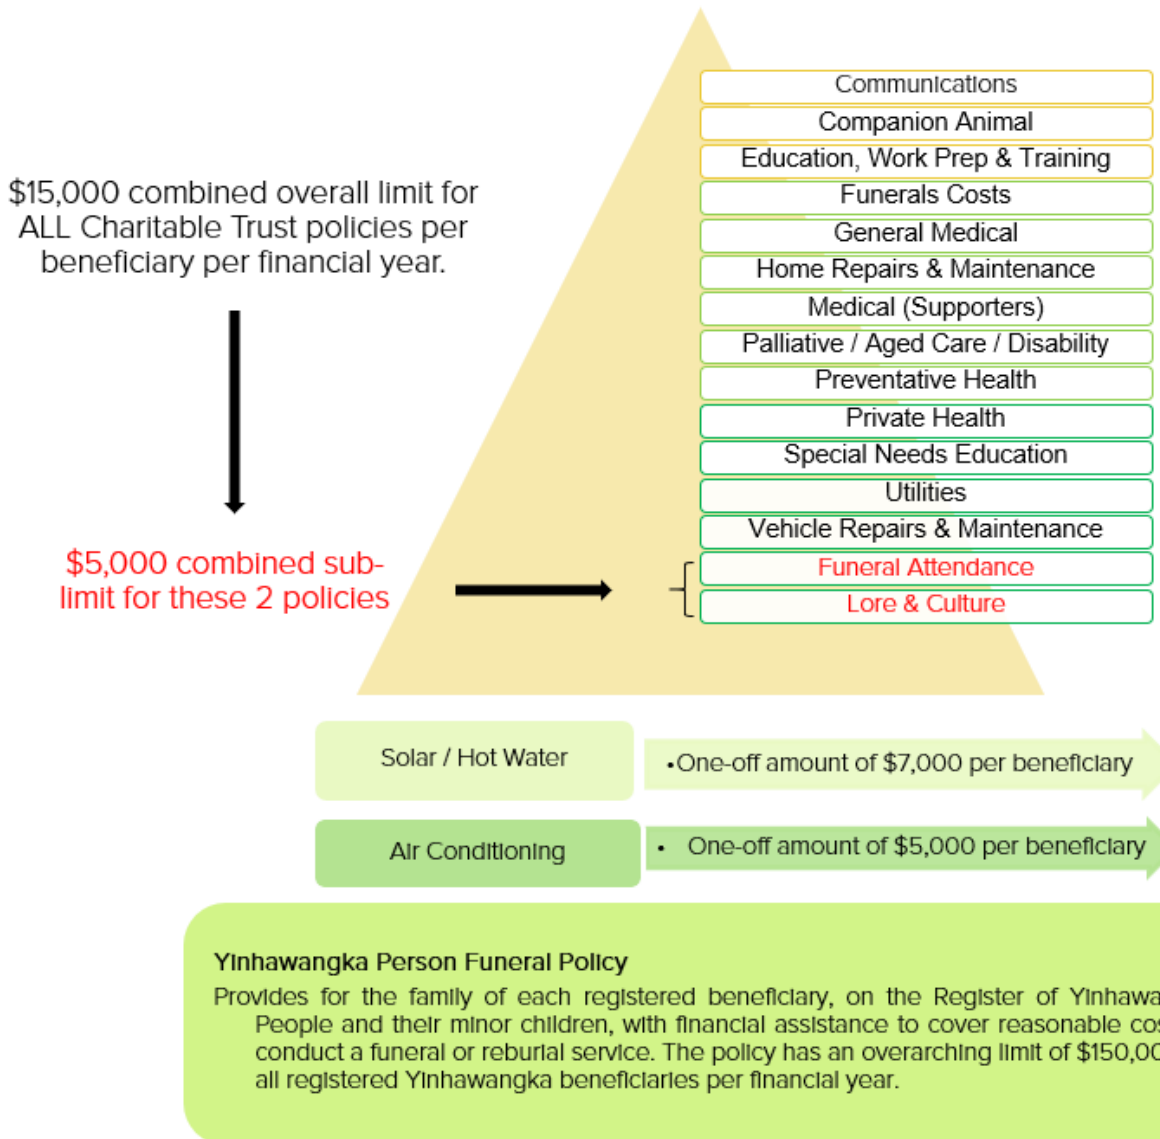 $15,000 combined overall limit for
ALL Charitable Trust policies per
beneficiary per financial year.
$5,000 combined sub-
limit for these 2 policies
Communications
Companion Animal
Education, Work Prep & Training
Funerals Costs
General Medical
Home Repairs & Maintenance
Medical (Supporters)
Palliative / Aged Care / Disability
Preventative Health
Private Health
Special Needs Education
Utilities
Vehicle Repairs & Maintenance
Funeral Attendance
Lore & Culture
Solar / Hot Water
•One-off amount of $7,000 per beneficiary
Air Conditioning
• One-off amount of $5,000 per beneficiary
Yinhawangka Person Funeral Policy
Provides for the family of each registered beneficiary, on the Register of
People and their minor children, with financial assistance to cover reasonable
conduct a funeral or reburial service. The policy has an overarching limit of
all registered Yinhawangka beneficiaries per financial year.